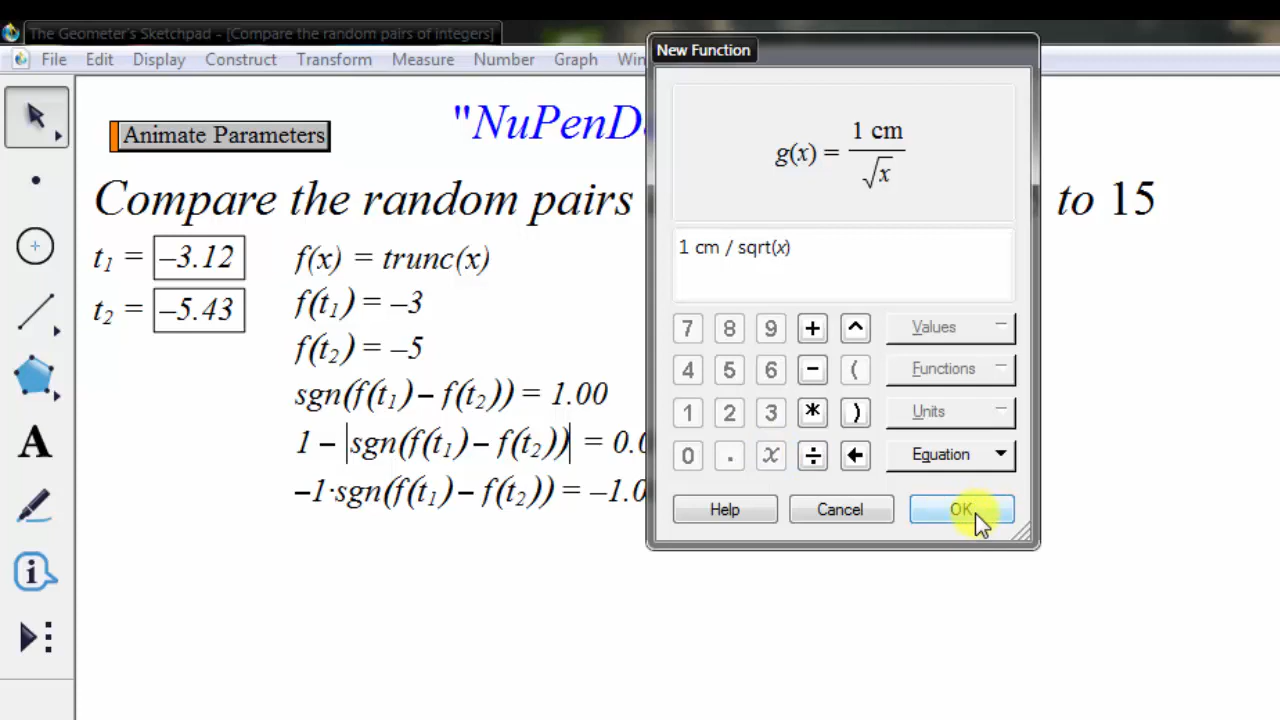 The Geometer's Sketchpad - [Compare the random pairs of integers]
File Edit Display Construct Transform Measure Number Graph Win
Animate Parameters
"NuPenD
Compare the random pairs to 15
t₁ = –3.12
t₂ = –5.43
f(x) = trunc(x)
f(t₁) = –3
f(t₂) = –5
sgn(f(t₁) – f(t₂)) = 1.00
1 – |sgn(f(t₁) – f(t₂))| = 0.0
–1·sgn(f(t₁) – f(t₂)) = –1.0
A
i
New Function
g(x) = 1 cm / √x
1 cm / sqrt(x)
7 8 9 + ^ Values
4 5 6 - ( Functions
1 2 3 * ) Units
0 . x ÷ ← Equation
Help Cancel OK